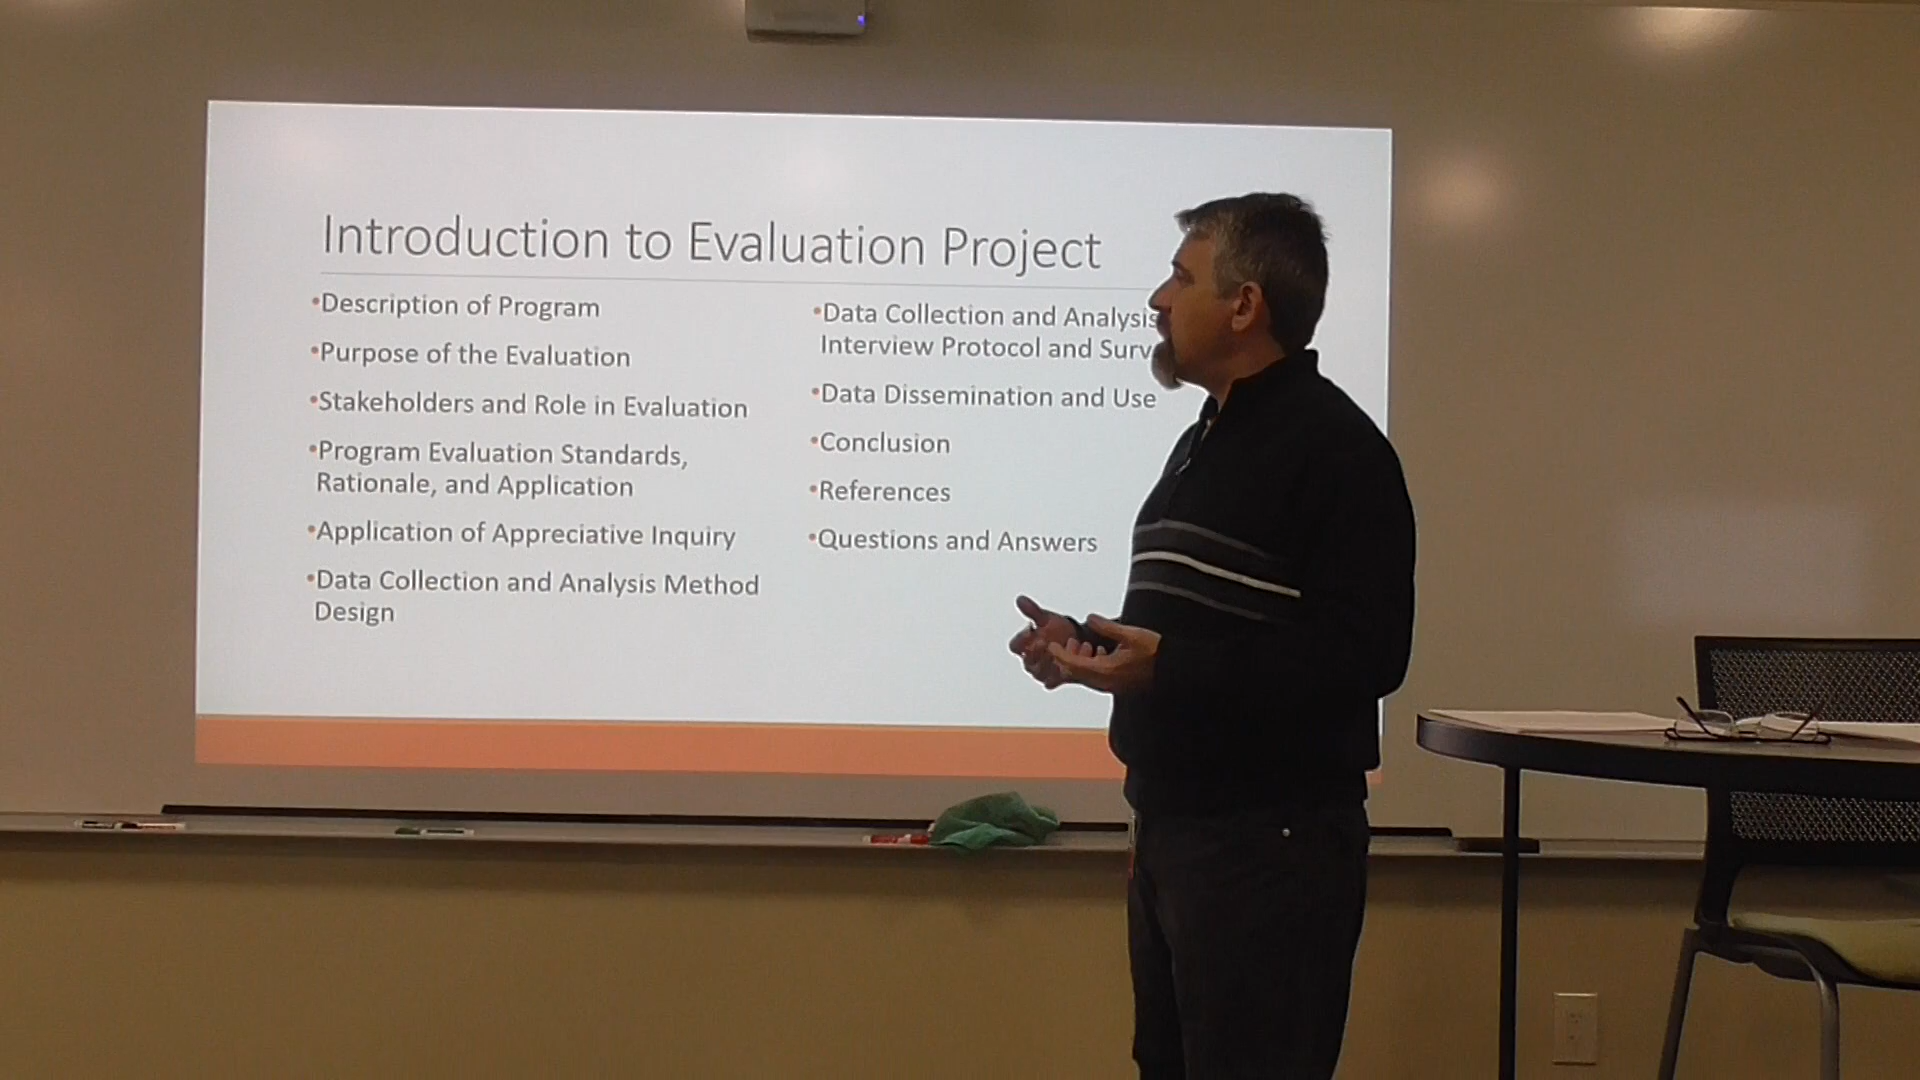 Introduction to Evaluation Project
•Description of Program
•Purpose of the Evaluation
•Stakeholders and Role in Evaluation
•Program Evaluation Standards,
Rationale, and Application
•Application of Appreciative Inquiry
•Data Collection and Analysis Method
Design
•Data Collection and Analysis
Interview Protocol and
•Data Dissemination and Use
•Conclusion
•References
•Questions and Answers